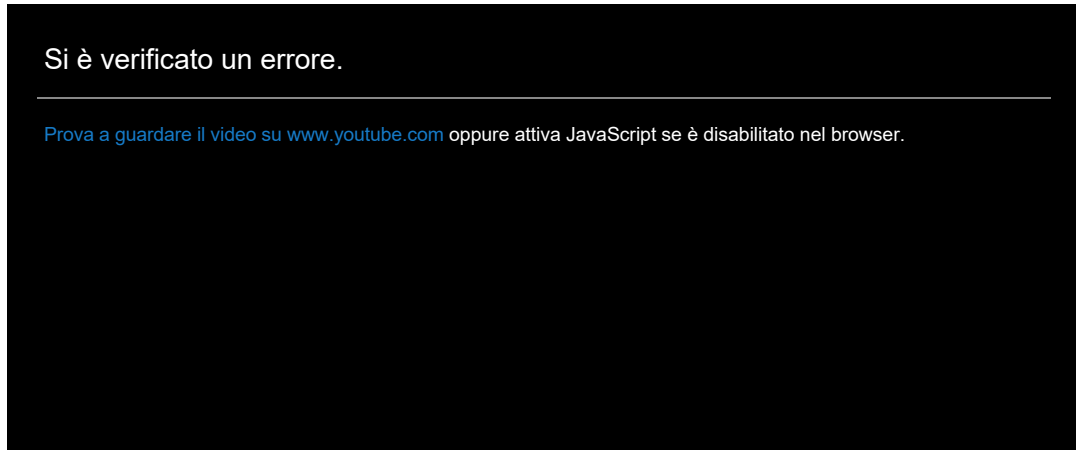 Si è verificato un errore.
Prova a guardare il video su www.youtube.com oppure attiva JavaScript se è disabilitato nel browser.